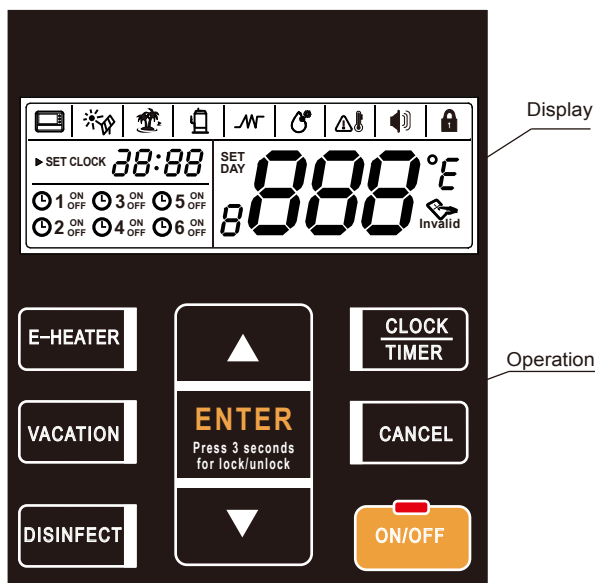 Display
SET CLOCK 28:88 SET DAY 888 °E
1 ON OFF 3 ON OFF 5 ON OFF
2 ON OFF 4 ON OFF 6 ON OFF 8 Invalid
E-HEATER
CLOCK
TIMER
Operation
VACATION
ENTER
Press 3 seconds
for lock/unlock
CANCEL
DISINFECT
ON/OFF